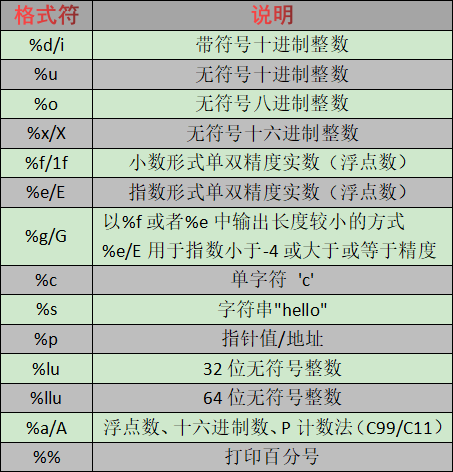 格式符 说明
%d/i 带符号十进制整数
%u 无符号十进制整数
%o 无符号八进制整数
%x/X 无符号十六进制整数
%f/1f 小数形式单双精度实数（浮点数）
%e/E 指数形式单双精度实数（浮点数）
%g/G 以%f或者%e中输出长度较小的方式
%e/E用于指数小于-4或大于或等于精度
%c 单字符 'c'
%s 字符串"hello"
%p 指针值/地址
%lu 32位无符号整数
%llu 64位无符号整数
%a/A 浮点数、十六进制数、P计数法（C99/C11）
%% 打印百分号